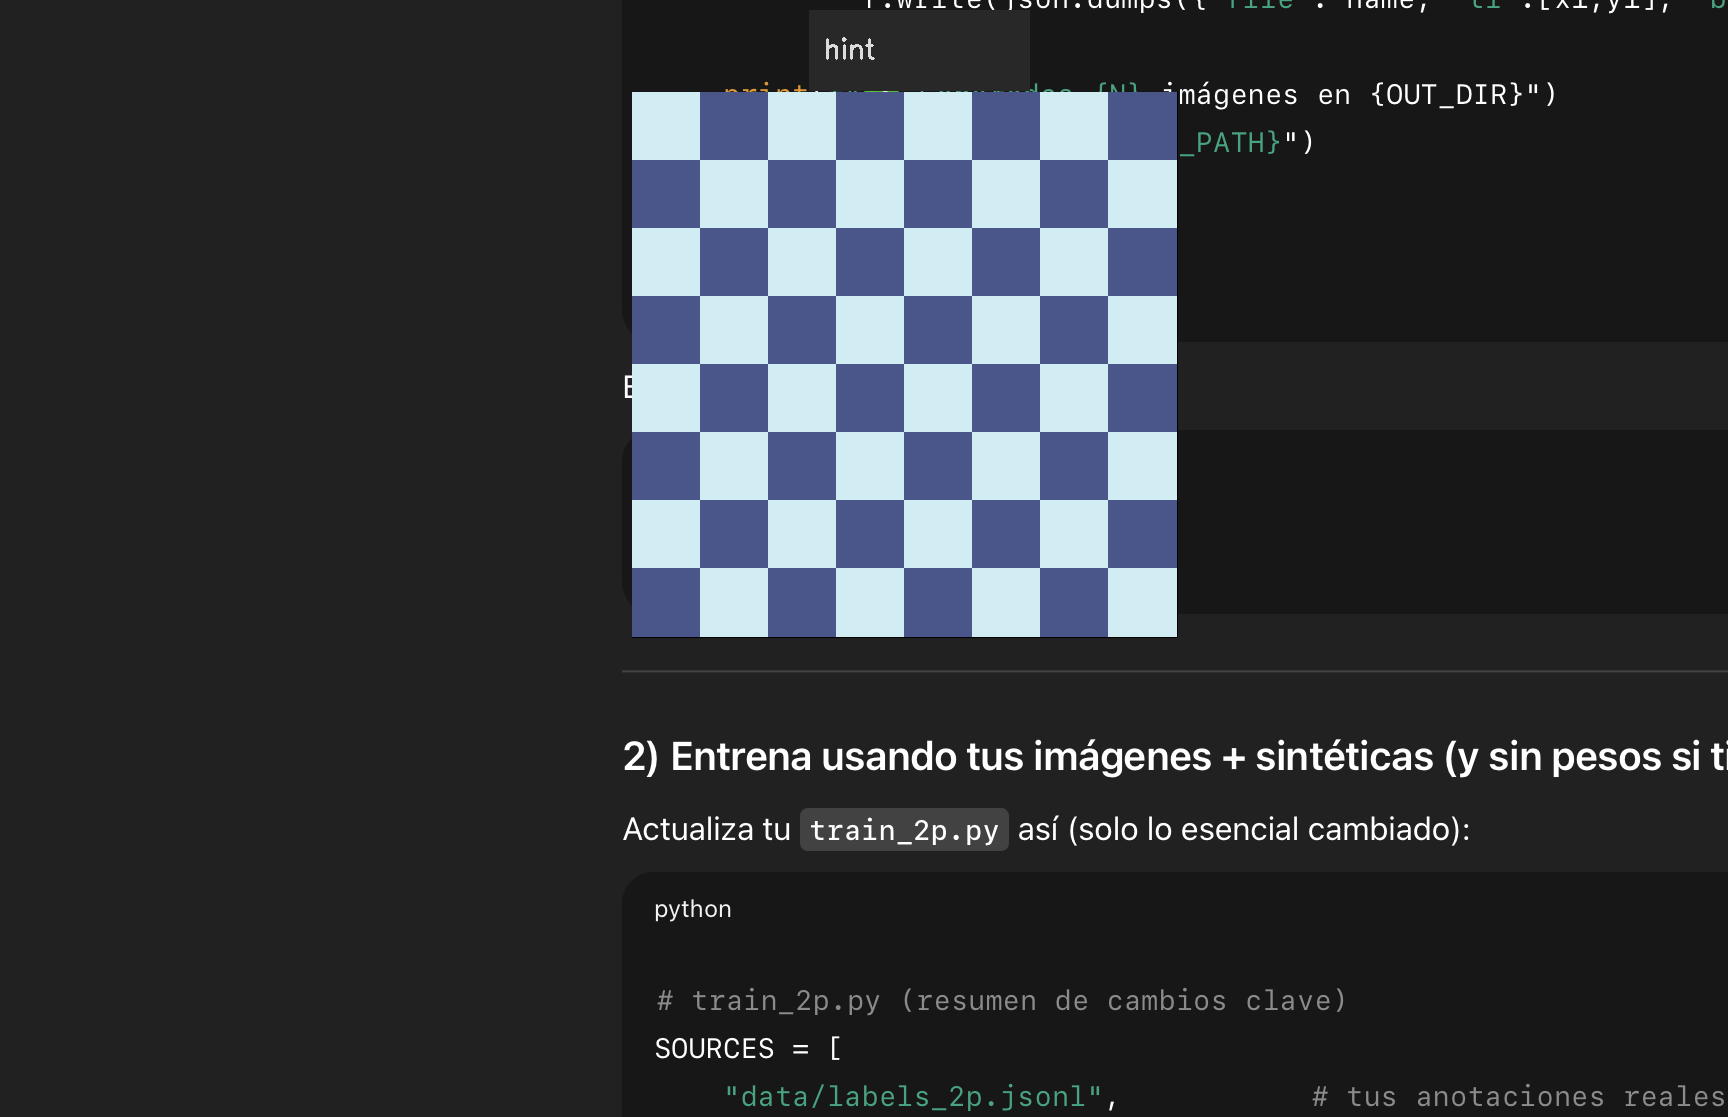 f.write(json.dumps({"file": name, "tl":[x1,y1], "b
hint
print( {N} imágenes en {OUT_DIR}")
_PATH}")
E
2) Entrena usando tus imágenes + sintéticas (y sin pesos si ti
Actualiza tu train_2p.py así (solo lo esencial cambiado):
python
# train_2p.py (resumen de cambios clave)
SOURCES = [
"data/labels_2p.jsonl", # tus anotaciones reales